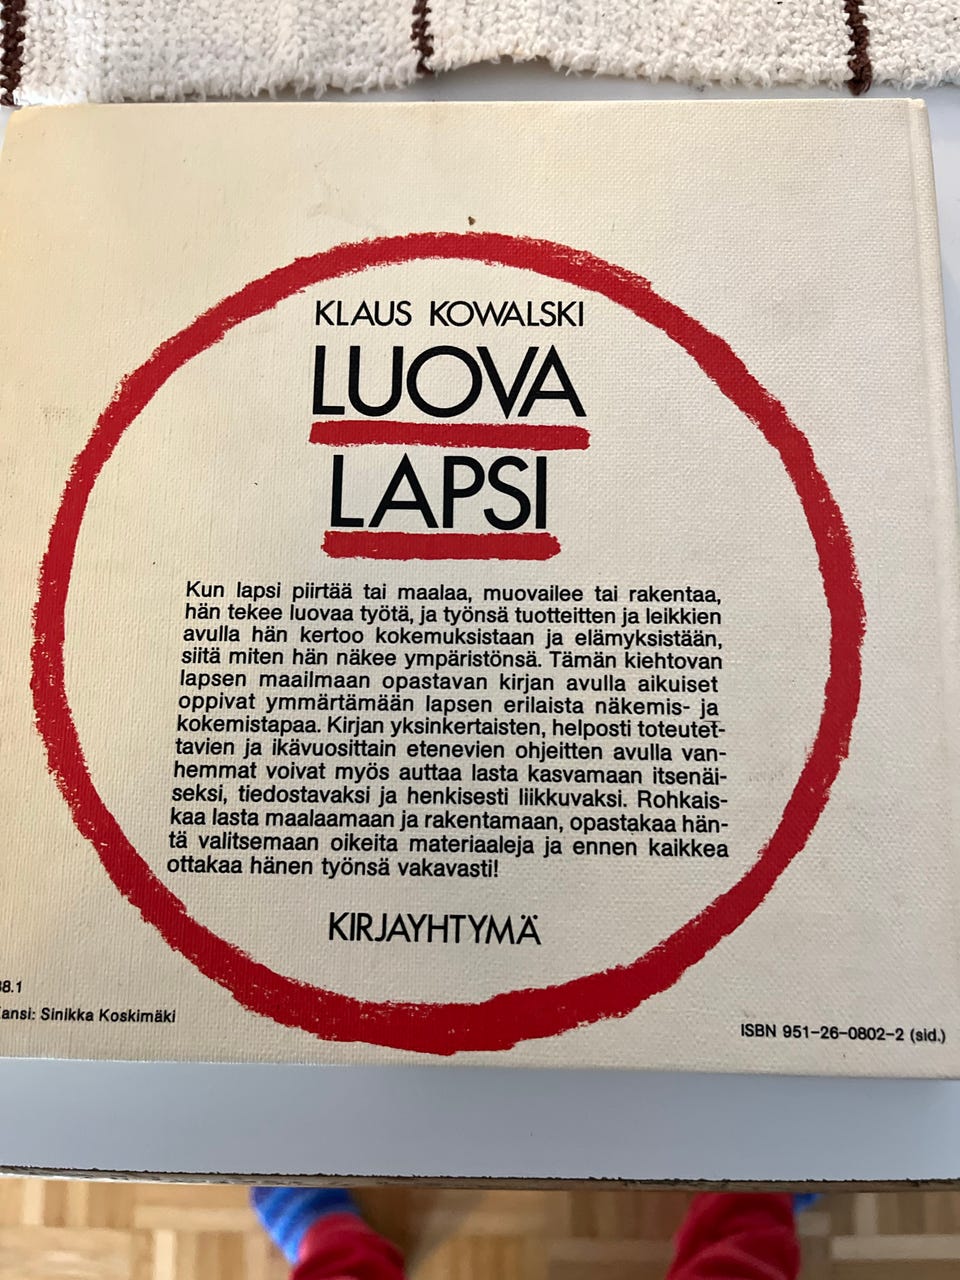 KLAUS KOWALSKI
LUOVA
LAPSI
Kun lapsi piirtää tai maalaa, muovailee tai rakentaa,
hän tekee luovaa työtä, ja työnsä tuotteitten ja leikkien
avulla hän kertoo kokemuksistaan ja elämyksistään,
siitä miten hän näkee ympäristönsä. Tämän kiehtovan
lapsen maailmaan opastavan kirjan avulla aikuiset
oppivat ymmärtämään lapsen erilaista näkemis- ja
kokemistapaa. Kirjan yksinkertaisten, helposti toteutet-
tavien ja ikävuosittain etenevien ohjeitten avulla van-
hemmat voivat myös auttaa lasta kasvamaan itsenäi-
seksi, tiedostavaksi ja henkisesti liikkuvaksi. Rohkais-
kaa lasta maalaamaan ja rakentamaan, opastakaa hän-
tä valitsemaan oikeita materiaaleja ja ennen kaikkea
ottakaa hänen työnsä vakavasti!
KIRJAYHTYMÄ
8.1
ansi: Sinikka Koskimäki
ISBN 951-26-0802-2 (sid.)